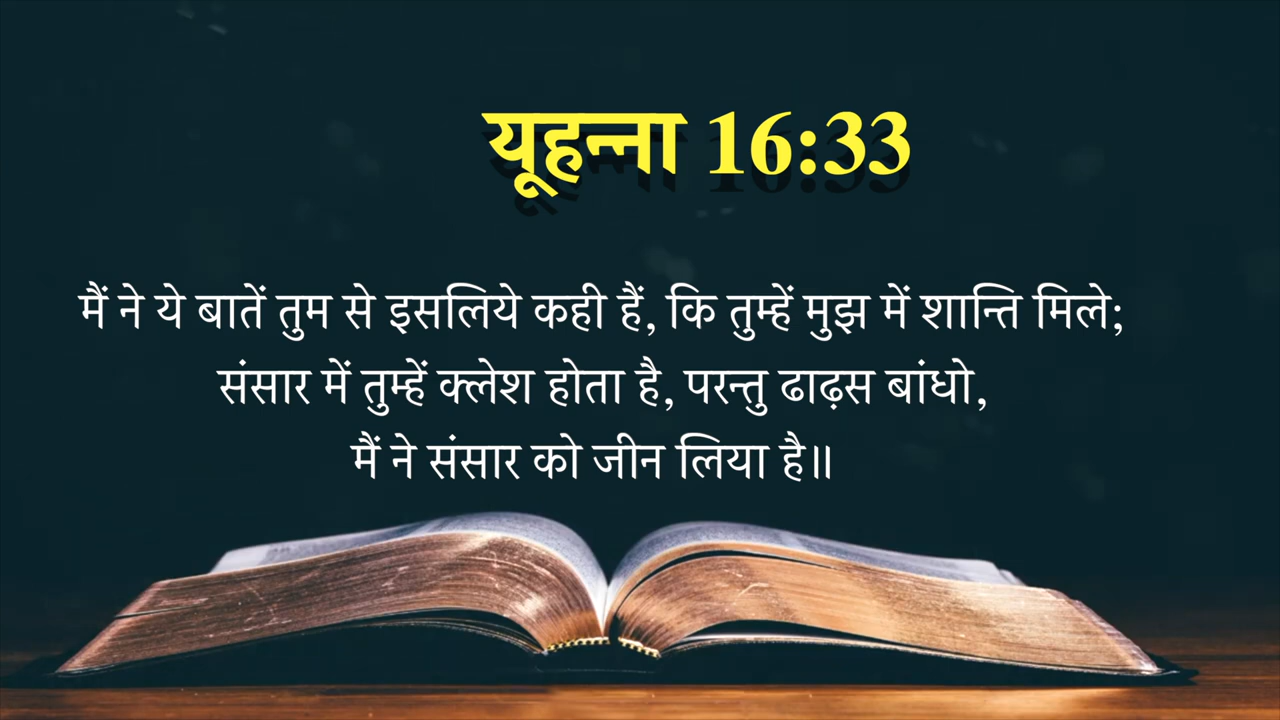 यूहन्ना 16:33
मैं ने ये बातें तुम से इसलिये कही हैं, कि तुम्हें मुझ में शान्ति मिले;
संसार में तुम्हें क्लेश होता है, परन्तु ढाढ़स बांधो,
मैं ने संसार को जीन लिया है॥